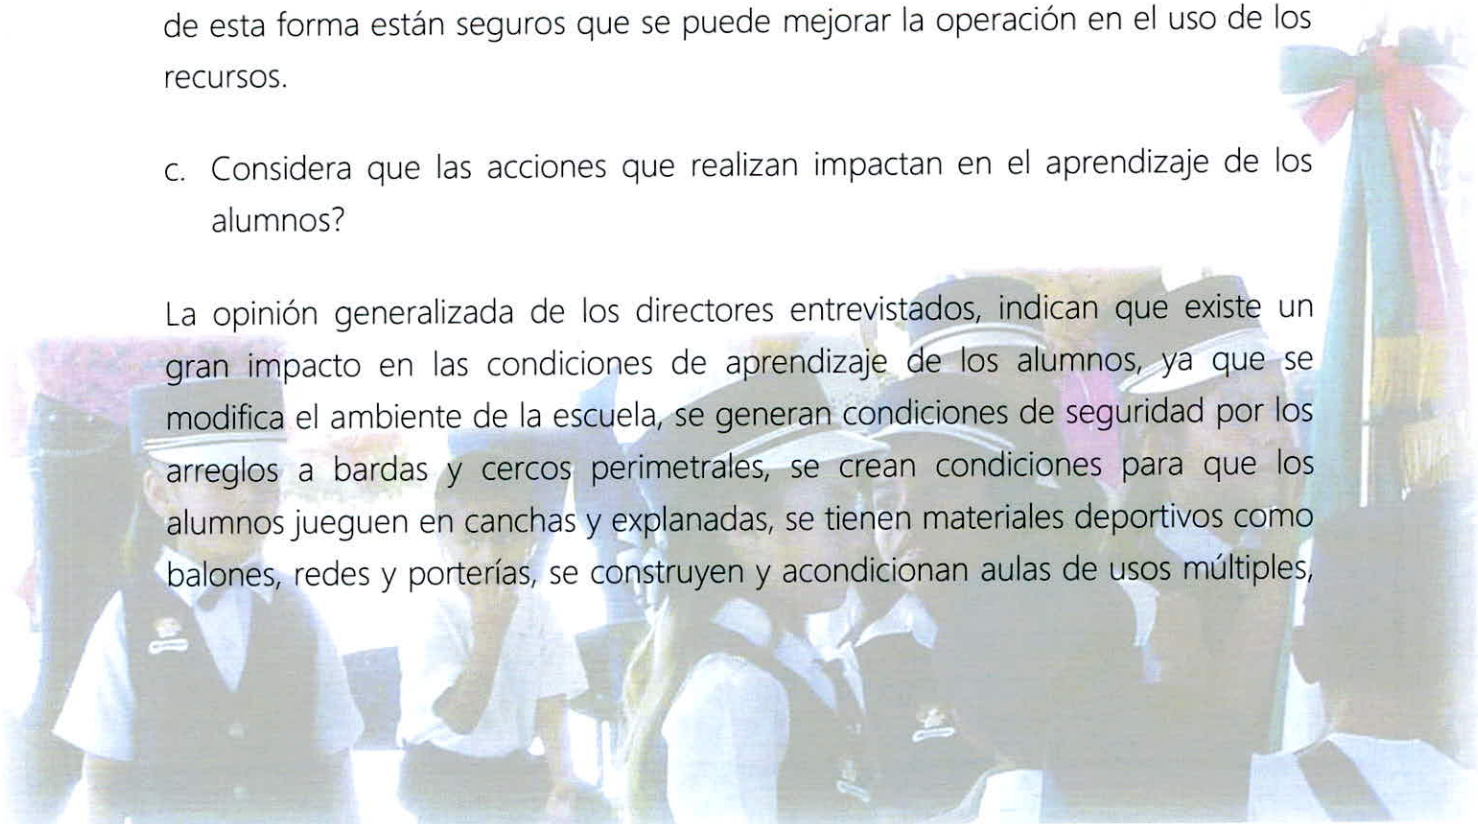 de esta forma están seguros que se puede mejorar la operación en el uso de los
recursos.
c. Considera que las acciones que realizan impactan en el aprendizaje de los
alumnos?
La opinión generalizada de los directores entrevistados, indican que existe un
gran impacto en las condiciones de aprendizaje de los alumnos, ya que se
modifica el ambiente de la escuela, se generan condiciones de seguridad por los
arreglos a bardas y cercos perimetrales, se crean condiciones para que los
alumnos jueguen en canchas y explanadas, se tienen materiales deportivos como
balones, redes y porterías, se construyen y acondicionan aulas de usos múltiples,